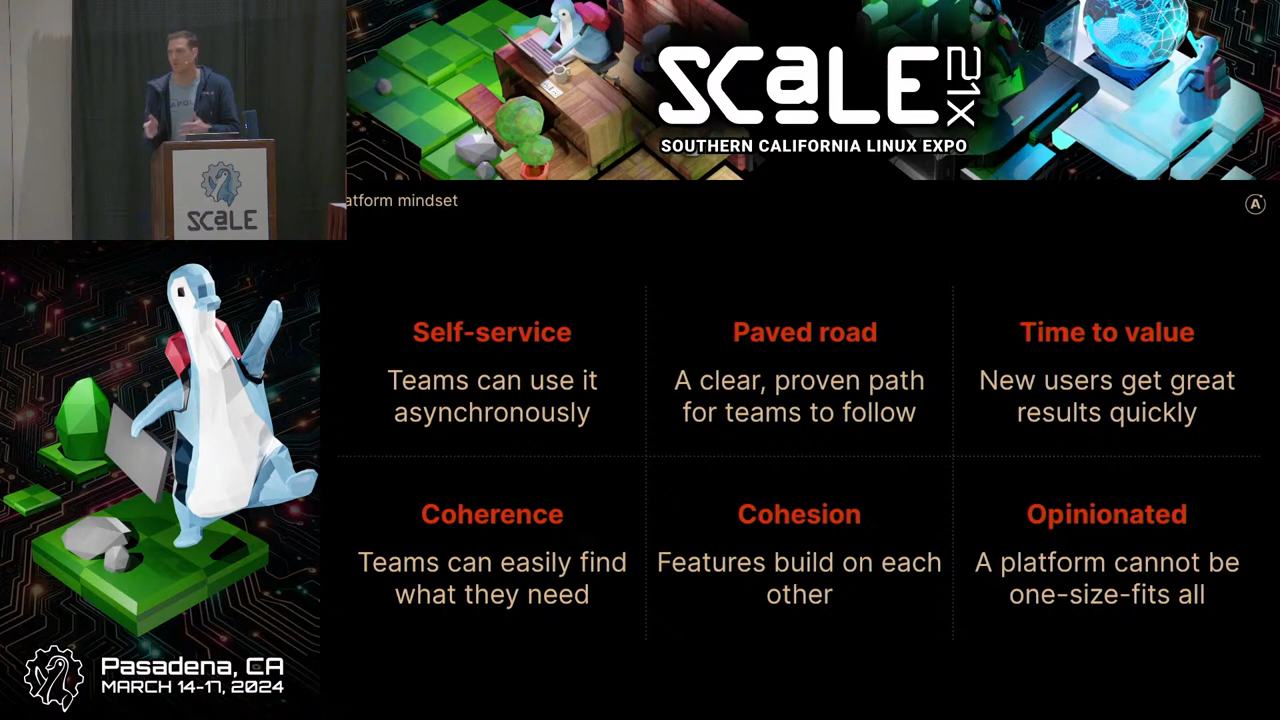 SCaLE
21X
SOUTHERN CALIFORNIA LINUX EXPO
SCaLE
atform mindset
A
Self-service
Teams can use it
asynchronously
Paved road
A clear, proven path
for teams to follow
Time to value
New users get great
results quickly
Coherence
Teams can easily find
what they need
Cohesion
Features build on each
other
Opinionated
A platform cannot be
one-size-fits all
Pasadena, CA
MARCH 14-17, 2024